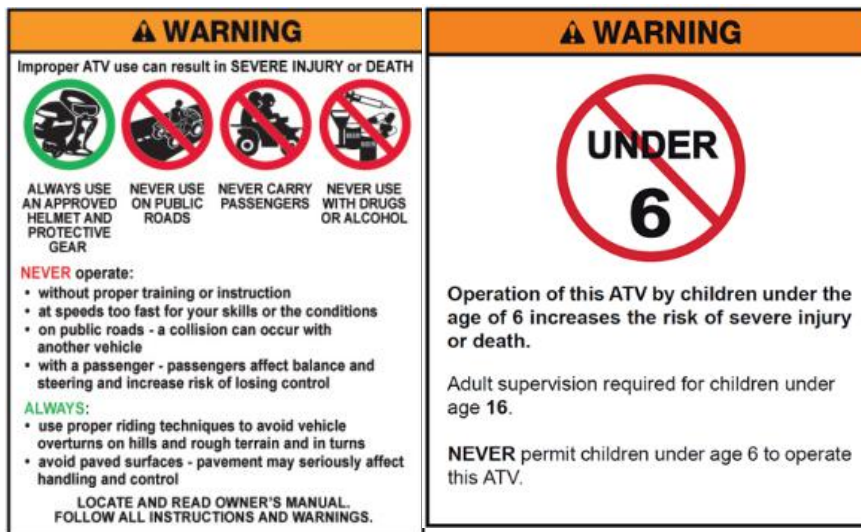 WARNING
Improper ATV use can result in SEVERE INJURY or DEATH
ALWAYS USE
AN APPROVED
HELMET AND
PROTECTIVE
GEAR
NEVER USE
ON PUBLIC
ROADS
NEVER CARRY
PASSENGERS
NEVER USE
WITH DRUGS
OR ALCOHOL
NEVER operate:
• without proper training or instruction
• at speeds too fast for your skills or the conditions
• on public roads - a collision can occur with
another vehicle
• with a passenger - passengers affect balance and
steering and increase risk of losing control
ALWAYS:
• use proper riding techniques to avoid vehicle
overturns on hills and rough terrain and in turns
• avoid paved surfaces - pavement may seriously affect
handling and control
LOCATE AND READ OWNER'S MANUAL.
FOLLOW ALL INSTRUCTIONS AND WARNINGS.
WARNING
UNDER
6
Operation of this ATV by children under the
age of 6 increases the risk of severe injury
or death.
Adult supervision required for children under
age 16.
NEVER permit children under age 6 to operate
this ATV.